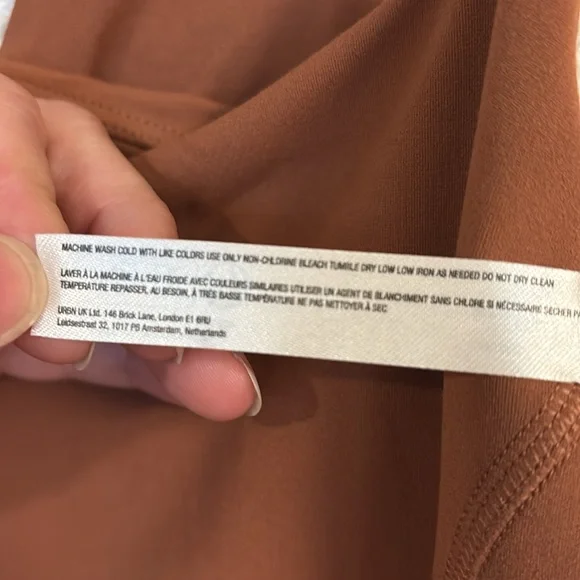 MACHINE WASH COLD WITH LIKE COLORS USE ONLY NON-CHLORINE BLEACH TUMBLE DRY LOW LOW IRON AS NEEDED DO NOT DRY CLEAN
LAVER À LA MACHINE À L'EAU FROIDE AVEC COULEURS SIMILAIRES UTILISER UN AGENT DE BLANCHIMENT SANS CHLORE SI NÉCESSAIRE SÉCHER
TEMPÉRATURE REPASSER, AU BESOIN, À TRÈS BASSE TEMPÉRATURE NE PAS NETTOYER À SEC
URBN UK Ltd. 146 Brick Lane, London E1 6RU
Leidsestraat 32, 1017 PB Amsterdam, Netherlands